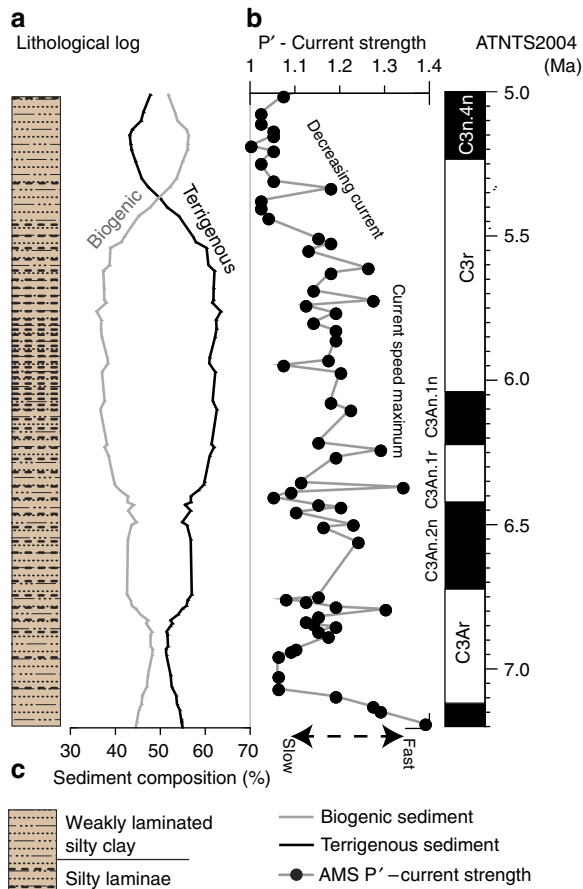 a
Lithological log
b
P′ - Current strength
ATNTS2004
(Ma)
1 1.1 1.2 1.3 1.4
Biogenic
Terrigenous
Decreasing current
Current speed maximum
C3n.4n
C3r
C3An.1n
C3An.1r
C3An.2n
C3Ar
5.0
5.5
6.0
6.5
7.0
Slow
Fast
30 40 50 60 70
Sediment composition (%)
c
Weakly laminated
silty clay
Silty laminae
Biogenic sediment
Terrigenous sediment
AMS P′ –current strength